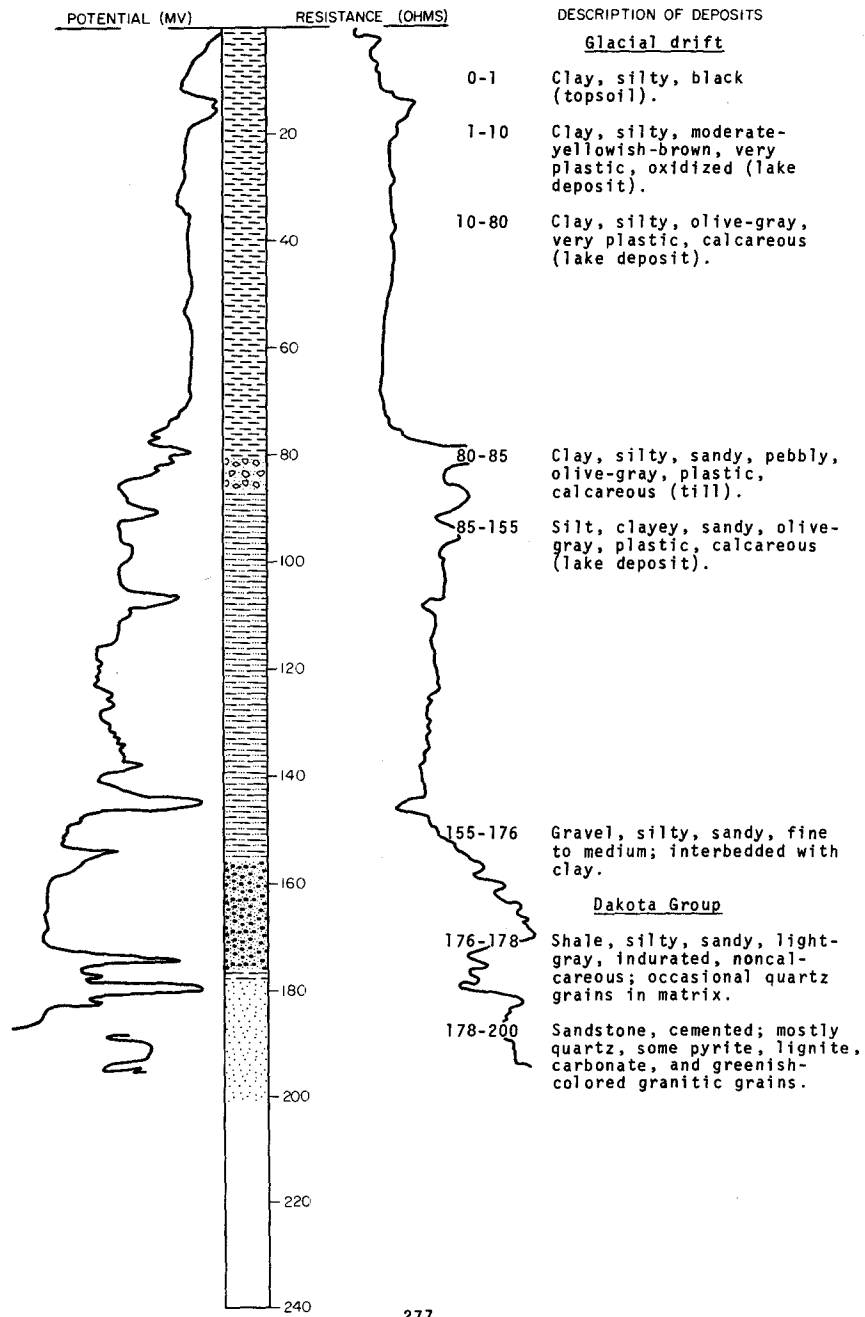 POTENTIAL (MV)
RESISTANCE (OHMS)
DESCRIPTION OF DEPOSITS
Glacial drift
0-1 Clay, silty, black
(topsoil).
1-10 Clay, silty, moderate-
yellowish-brown, very
plastic, oxidized (lake
deposit).
10-80 Clay, silty, olive-gray,
very plastic, calcareous
(lake deposit).
80-85 Clay, silty, sandy, pebbly,
olive-gray, plastic,
calcareous (till).
85-155 Silt, clayey, sandy, olive-
gray, plastic, calcareous
(lake deposit).
155-176 Gravel, silty, sandy, fine
to medium; interbedded with
clay.
Dakota Group
176-178 Shale, silty, sandy, light-
gray, indurated, noncal-
careous; occasional quartz
grains in matrix.
178-200 Sandstone, cemented; mostly
quartz, some pyrite, lignite,
carbonate, and greenish-
colored granitic grains.
20
40
60
80
100
120
140
160
180
200
220
240
277